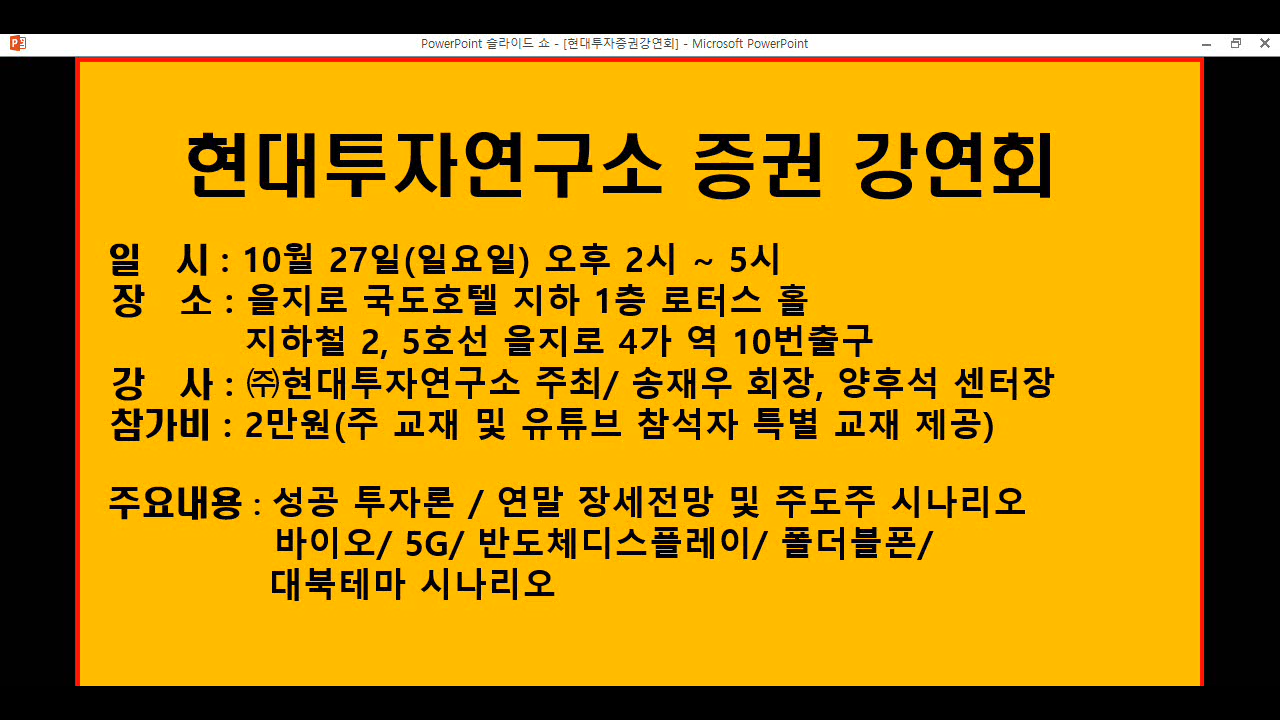 PowerPoint 슬라이드 쇼 - [현대투자증권강연회] - Microsoft PowerPoint
현대투자연구소 증권 강연회
일 시 : 10월 27일(일요일) 오후 2시 ~ 5시
장 소 : 을지로 국도호텔 지하 1층 로터스 홀
지하철 2, 5호선 을지로 4가 역 10번출구
강 사 : ㈜현대투자연구소 주최/ 송재우 회장, 양후석 센터장
참가비 : 2만원(주 교재 및 유튜브 참석자 특별 교재 제공)
주요내용 : 성공 투자론 / 연말 장세전망 및 주도주 시나리오
바이오/ 5G/ 반도체디스플레이/ 폴더블폰/
대북테마 시나리오